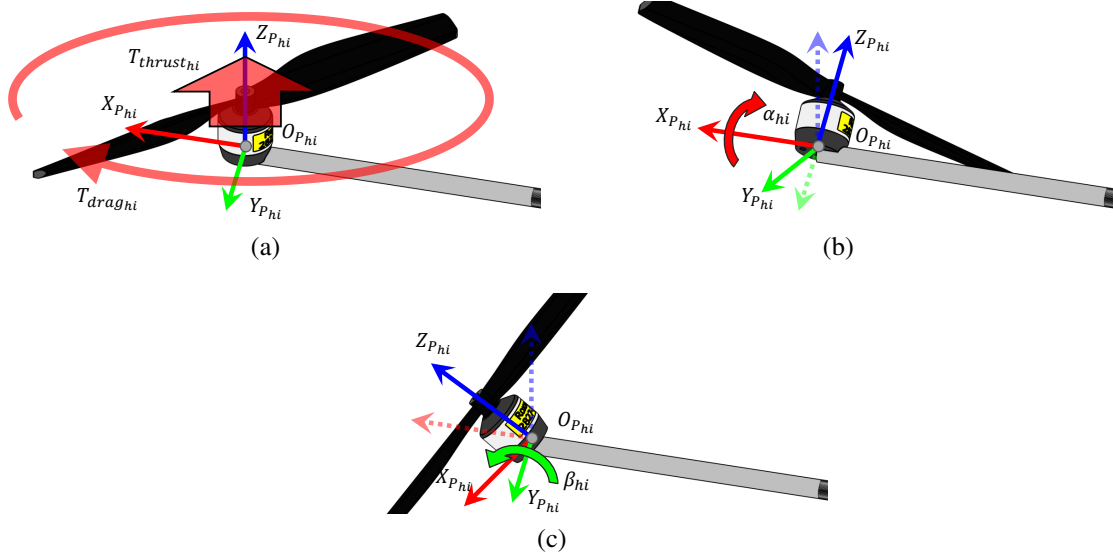 Z_{P_{hi}}
T_{thrust_{hi}}
X_{P_{hi}}
O_{P_{hi}}
T_{drag_{hi}}
Y_{P_{hi}}
(a)
Z_{P_{hi}}
α_{hi}
X_{P_{hi}}
O_{P_{hi}}
Y_{P_{hi}}
(b)
Z_{P_{hi}}
O_{P_{hi}}
X_{P_{hi}}
Y_{P_{hi}}
β_{hi}
(c)